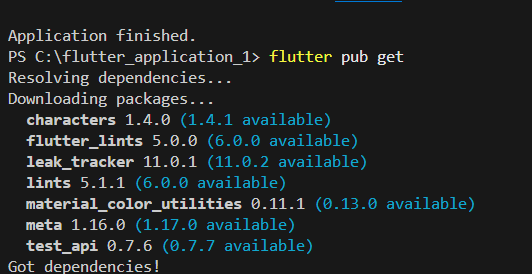 Application finished.
PS C:\flutter_application_1> flutter pub get
Resolving dependencies...
Downloading packages...
  characters 1.4.0 (1.4.1 available)
  flutter_lints 5.0.0 (6.0.0 available)
  leak_tracker 11.0.1 (11.0.2 available)
  lints 5.1.1 (6.0.0 available)
  material_color_utilities 0.11.1 (0.13.0 available)
  meta 1.16.0 (1.17.0 available)
  test_api 0.7.6 (0.7.7 available)
Got dependencies!